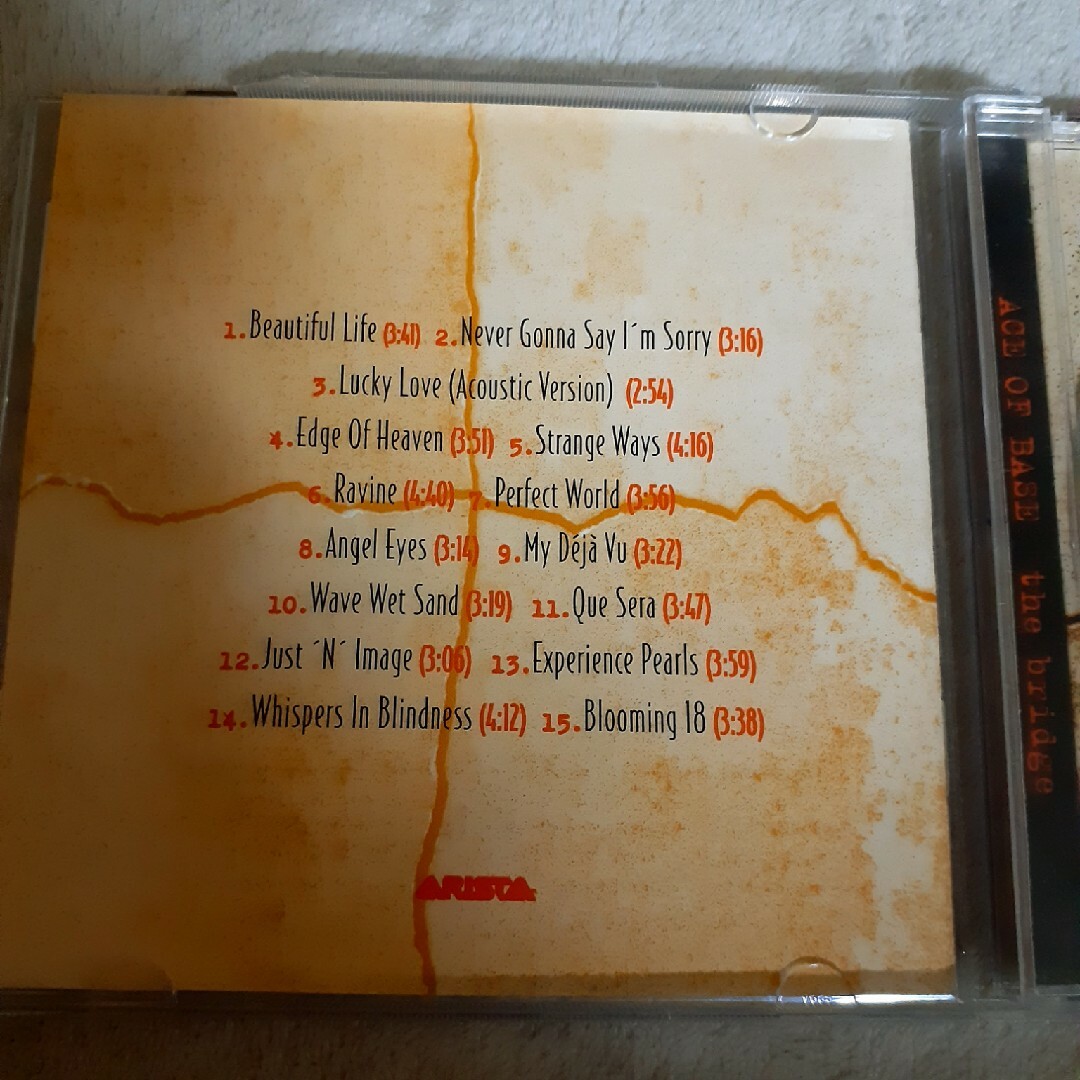 1.Beautiful Life (3:41) 2.Never Gonna Say I´m Sorry (3:16)
3.Lucky Love (Acoustic Version) (2:54)
4.Edge Of Heaven (3:51) 5.Strange Ways (4:16)
6.Ravine (4:40) 7.Perfect World (3:56)
8.Angel Eyes (3:14) 9.My Déjà Vu (3:22)
10.Wave Wet Sand (3:19) 11.Que Sera (3:47)
12.Just ´N´ Image (3:06) 13.Experience Pearls (3:59)
14.Whispers In Blindness (4:12) 15.Blooming 18 (3:38)
ARISTA
ACE OF BASE the bridge